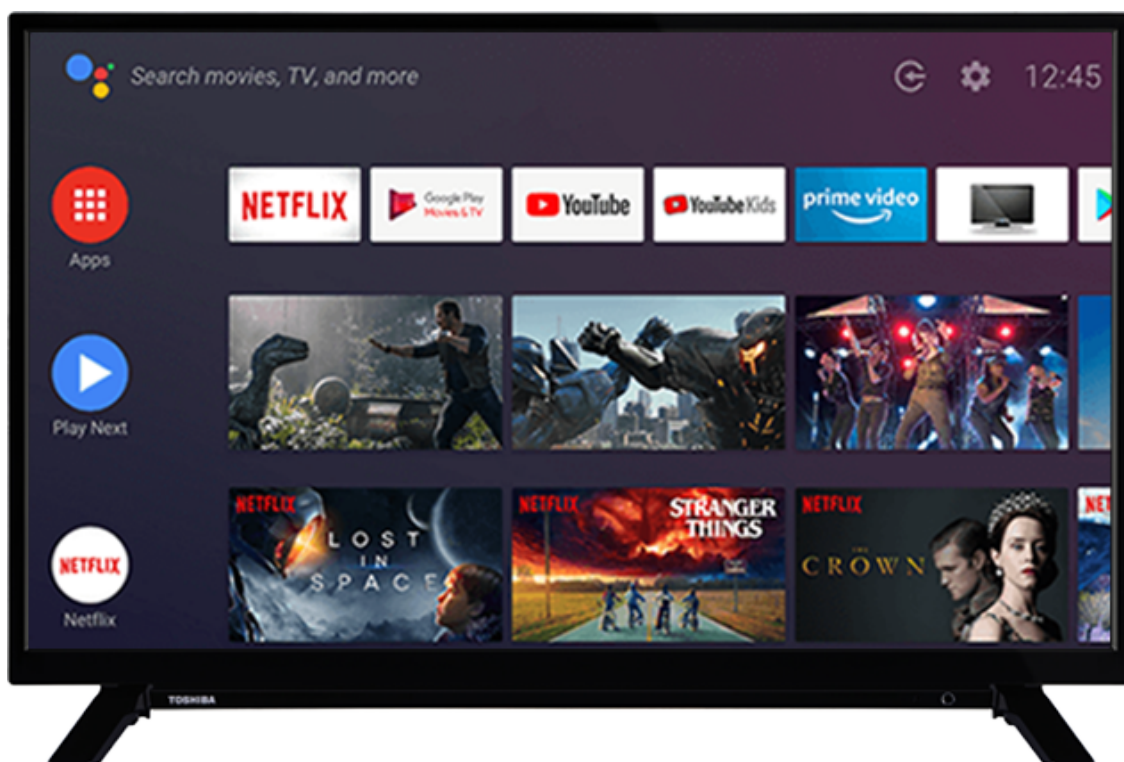 Search movies, TV, and more
12:45
NETFLIX
Google Play
Movies & TV
YouTube
YouTube Kids
prime video
Apps
Play Next
NETFLIX
LOST
IN
SPACE
NETFLIX
STRANGER
THINGS
NETFLIX
THE
CROWN
NET
NETFLIX
Netflix
TOSHIBA